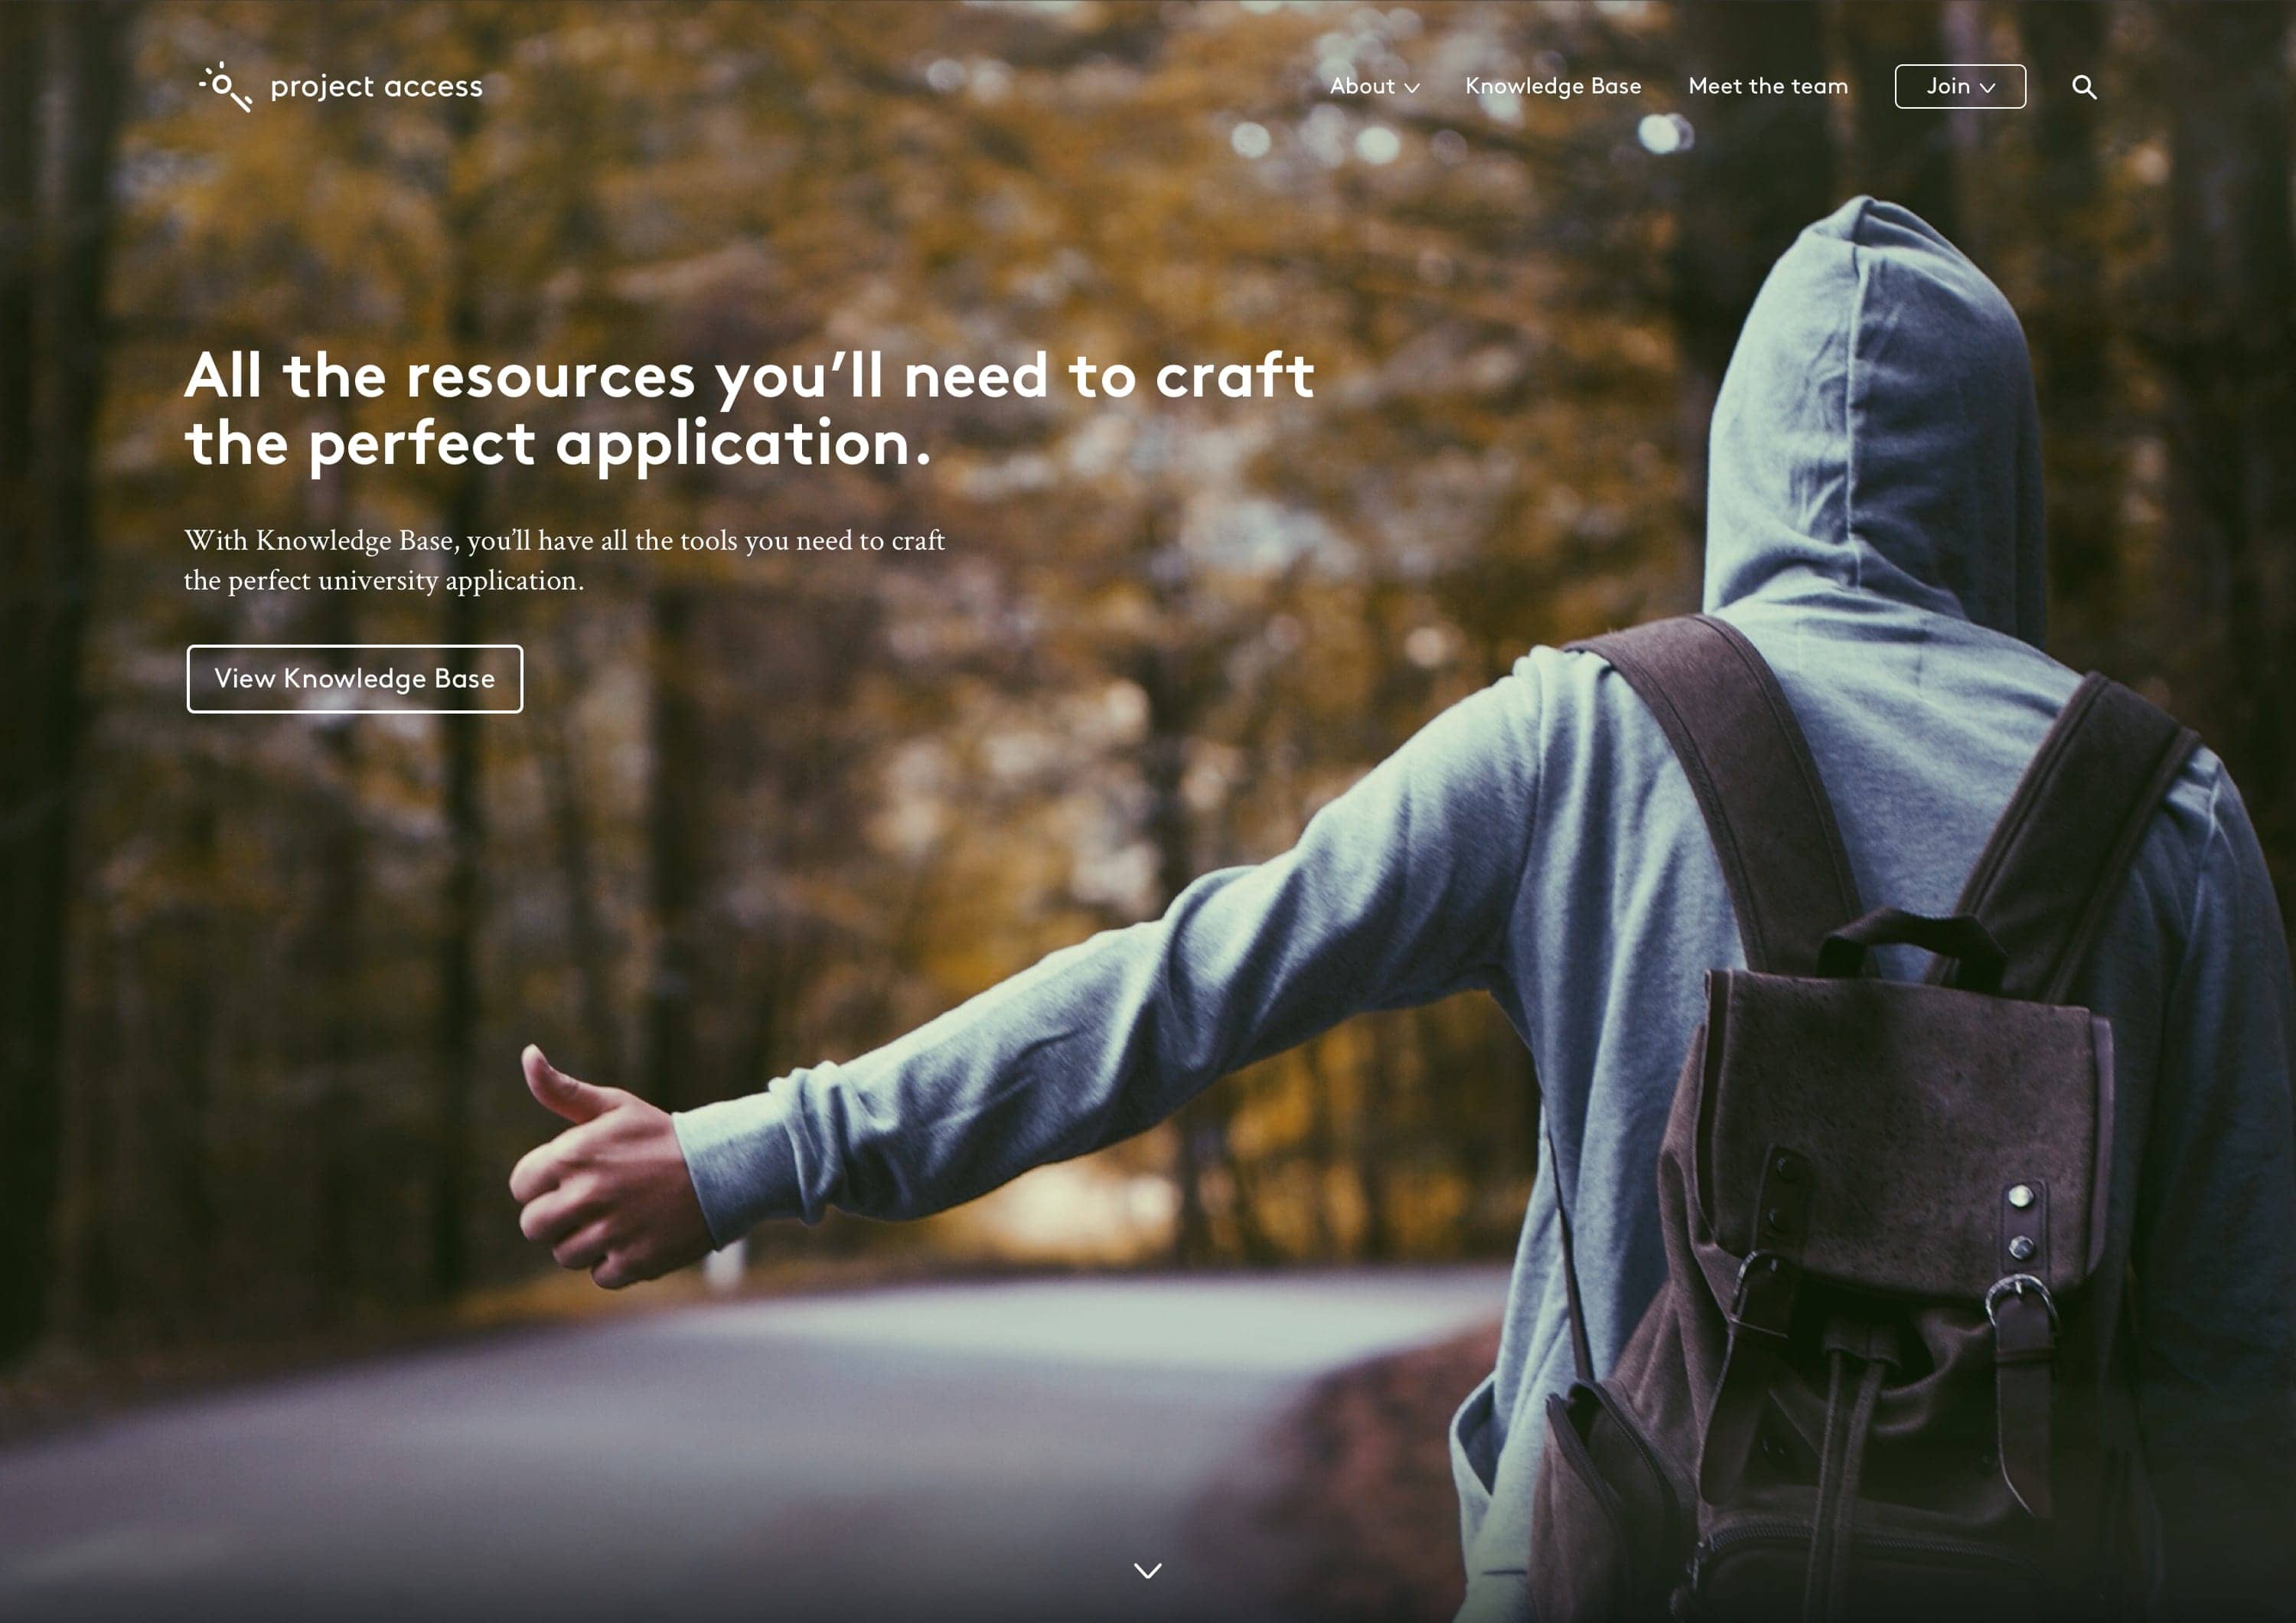 project access
About
Knowledge Base
Meet the team
Join
All the resources you’ll need to craft
the perfect application.
With Knowledge Base, you’ll have all the tools you need to craft
the perfect university application.
View Knowledge Base